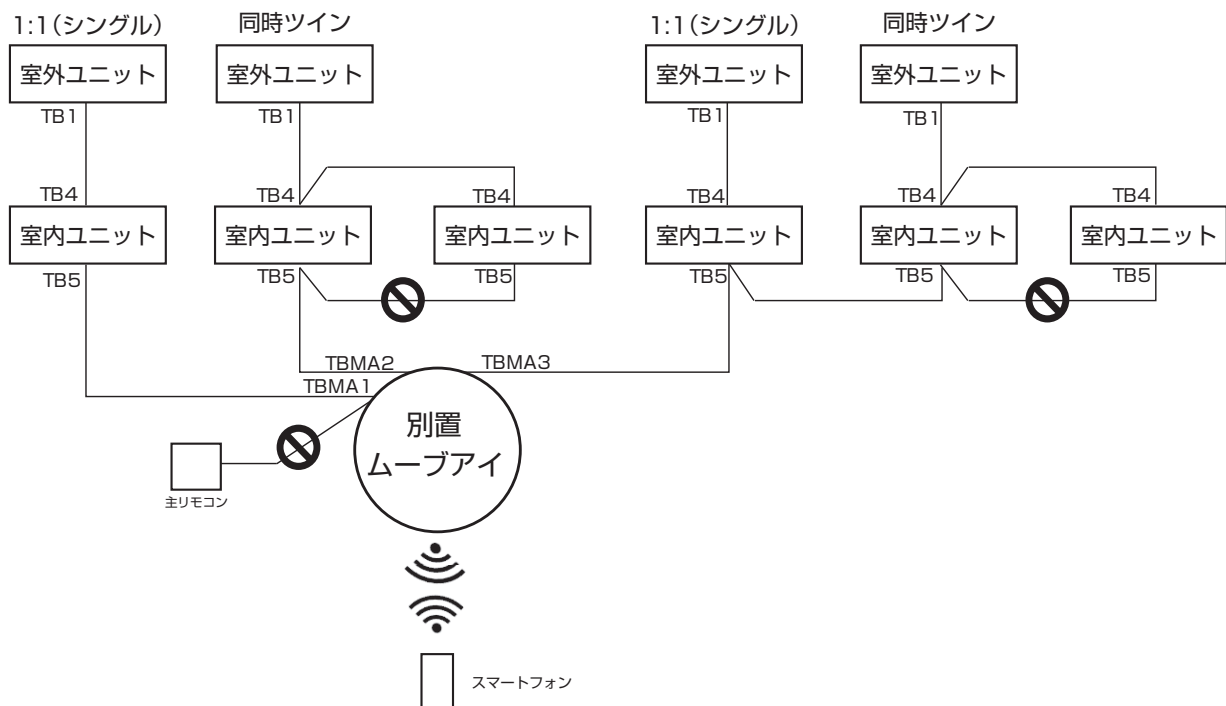 1:1(シングル)
同時ツイン
1:1(シングル)
同時ツイン
室外ユニット
室外ユニット
室外ユニット
室外ユニット
TB1
TB1
TB1
TB1
TB4
TB4
TB4
TB4
TB4
TB4
室内ユニット
室内ユニット
室内ユニット
室内ユニット
室内ユニット
室内ユニット
TB5
TB5
TB5
TB5
TB5
TB5
TBMA2
TBMA3
TBMA1
別置
ムーブアイ
主リモコン
スマートフォン